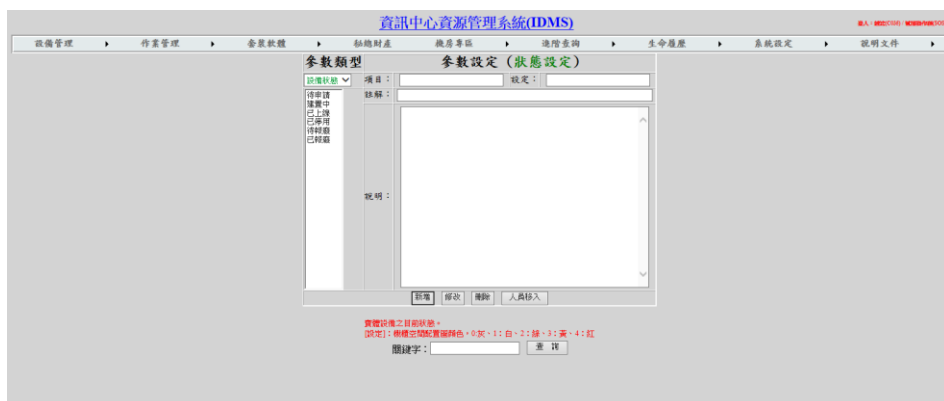 資訊中心資源管理系統(IDMS)
設備管理 作業管理 套裝軟體 秘總財產 機房專區 進階查詢 生命履歷 系統設定 說明文件
參數類型 參數設定（狀態設定）
設備狀態 項目： 設定：
註解：
待申請
建置中
已上線
已停用
待報廢
已報廢
說明：
新增 修改 刪除 人員移入
實體設備之目前狀態。
[設定]：機櫃空間配置圖顏色，0:灰、1：白、2：綠、3：黃、4：紅
關鍵字： 查 詢